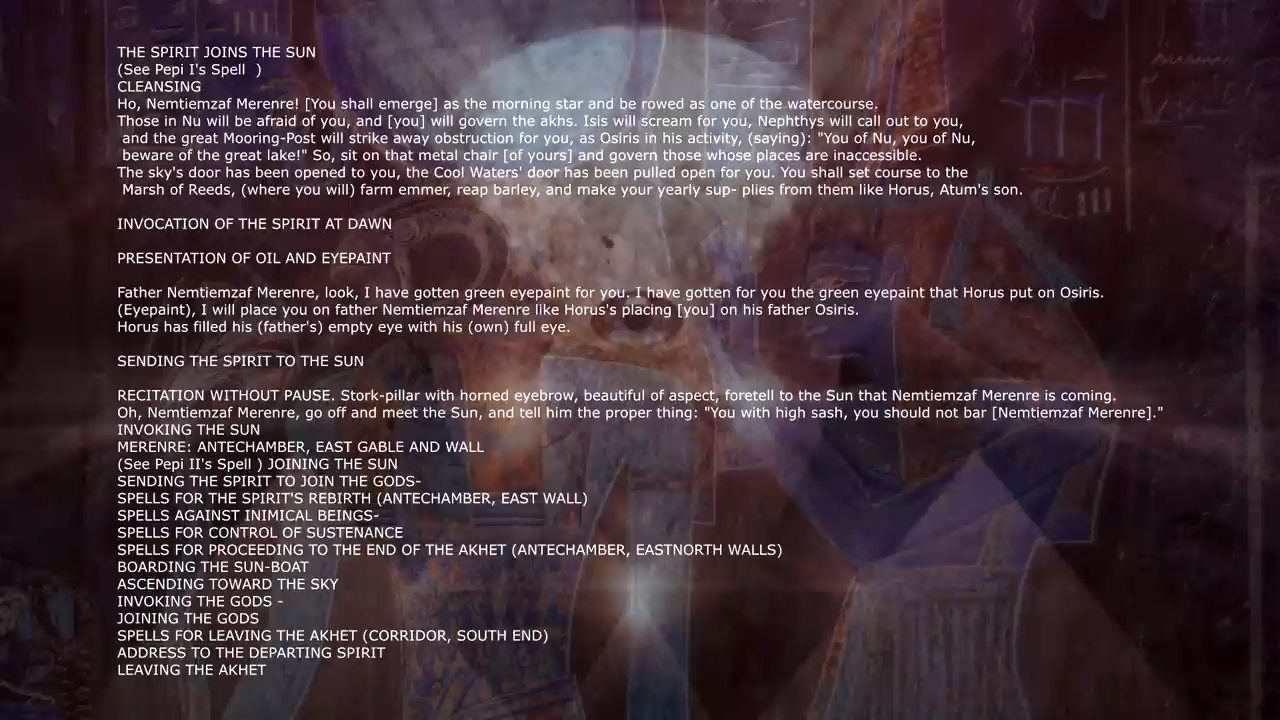 THE SPIRIT JOINS THE SUN
(See Pepi I's Spell )
CLEANSING
Ho, Nemtiemzaf Merenre! [You shall emerge] as the morning star and be rowed as one of the watercourse.
Those in Nu will be afraid of you, and [you] will govern the akhs. Isis will scream for you, Nephthys will call out to you,
and the great Mooring-Post will strike away obstruction for you, as Osiris in his activity, (saying): "You of Nu, you of Nu,
beware of the great lake!" So, sit on that metal chair [of yours] and govern those whose places are inaccessible.
The sky's door has been opened to you, the Cool Waters' door has been pulled open for you. You shall set course to the
Marsh of Reeds, (where you will) farm emmer, reap barley, and make your yearly sup- plies from them like Horus, Atum's son.
INVOCATION OF THE SPIRIT AT DAWN
PRESENTATION OF OIL AND EYEPAINT
Father Nemtiemzaf Merenre, look, I have gotten green eyepaint for you. I have gotten for you the green eyepaint that Horus put on Osiris.
(Eyepaint), I will place you on father Nemtiemzaf Merenre like Horus's placing [you] on his father Osiris.
Horus has filled his (father's) empty eye with his (own) full eye.
SENDING THE SPIRIT TO THE SUN
RECITATION WITHOUT PAUSE. Stork-pillar with horned eyebrow, beautiful of aspect, foretell to the Sun that Nemtiemzaf Merenre is coming.
Oh, Nemtiemzaf Merenre, go off and meet the Sun, and tell him the proper thing: "You with high sash, you should not bar [Nemtiemzaf Merenre]."
INVOKING THE SUN
MERENRE: ANTECHAMBER, EAST GABLE AND WALL
(See Pepi II's Spell ) JOINING THE SUN
SENDING THE SPIRIT TO JOIN THE GODS-
SPELLS FOR THE SPIRIT'S REBIRTH (ANTECHAMBER, EAST WALL)
SPELLS AGAINST INIMICAL BEINGS-
SPELLS FOR CONTROL OF SUSTENANCE
SPELLS FOR PROCEEDING TO THE END OF THE AKHET (ANTECHAMBER, EASTNORTH WALLS)
BOARDING THE SUN-BOAT
ASCENDING TOWARD THE SKY
INVOKING THE GODS -
JOINING THE GODS
SPELLS FOR LEAVING THE AKHET (CORRIDOR, SOUTH END)
ADDRESS TO THE DEPARTING SPIRIT
LEAVING THE AKHET